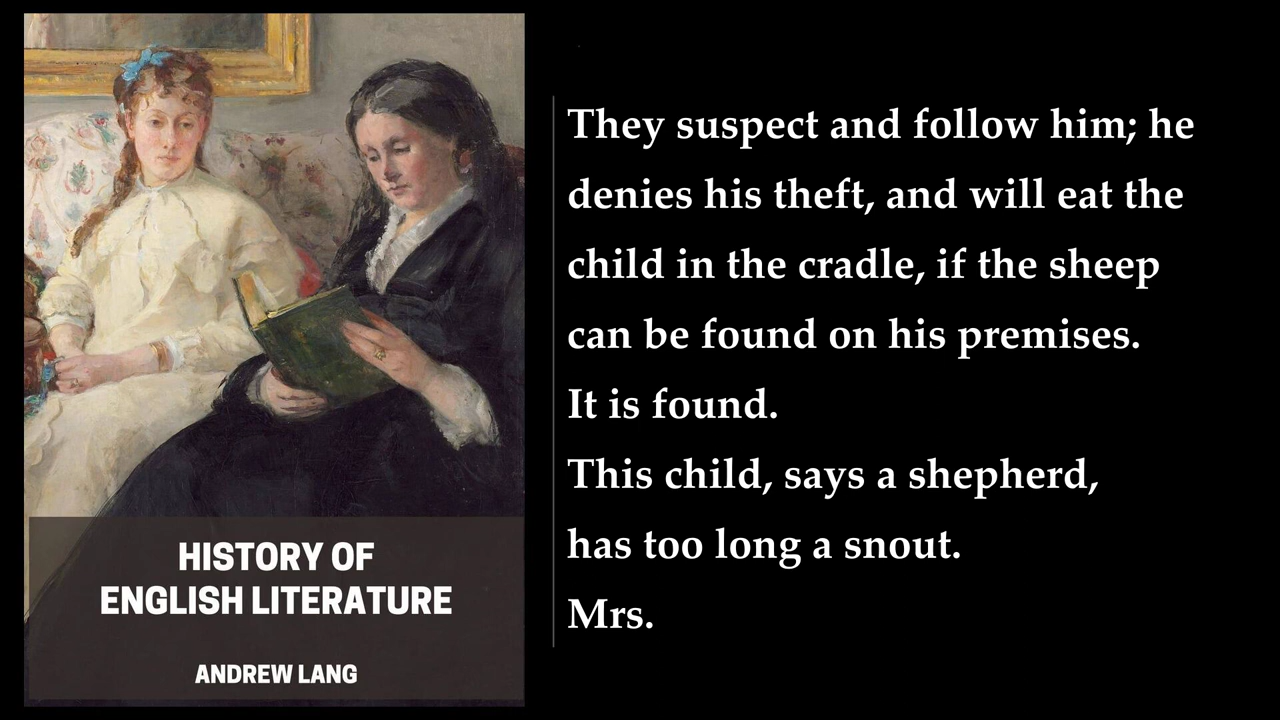 HISTORY OF
ENGLISH LITERATURE
ANDREW LANG
They suspect and follow him; he
denies his theft, and will eat the
child in the cradle, if the sheep
can be found on his premises.
It is found.
This child, says a shepherd,
has too long a snout.
Mrs.